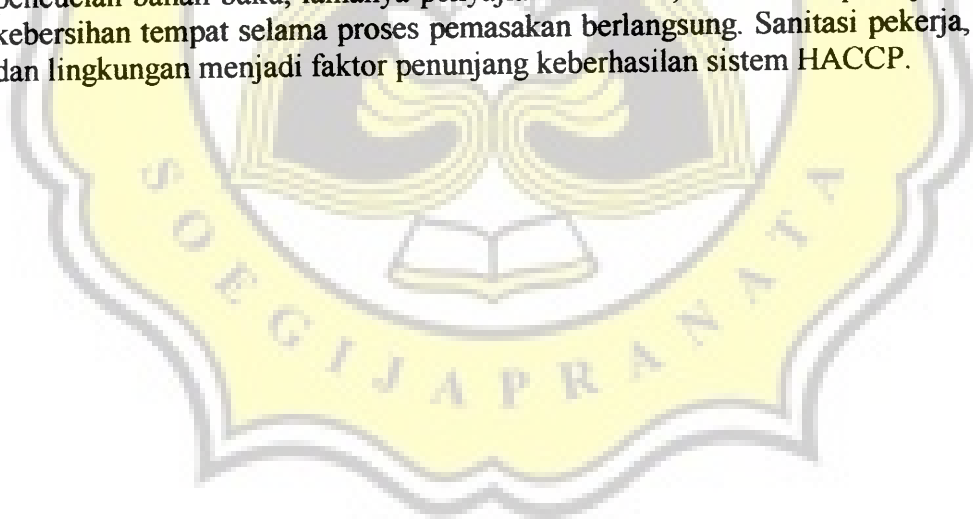 kebersihan tempat selama proses pemasakan berlangsung. Sanitasi pekerja,
dan lingkungan menjadi faktor penunjang keberhasilan sistem HACCP.
SOEGIJAPRANATA